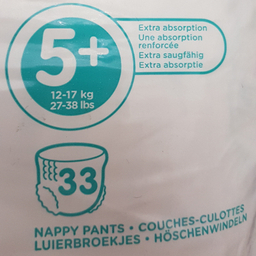 5+
12-17 kg
27-38 lbs
Extra absorption
Une absorption
renforcée
Extra saugfähig
Extra absorptie
33
NAPPY PANTS • COUCHES-CULOTTES
LUIERBROEKJES • HÖSCHENWINDELN